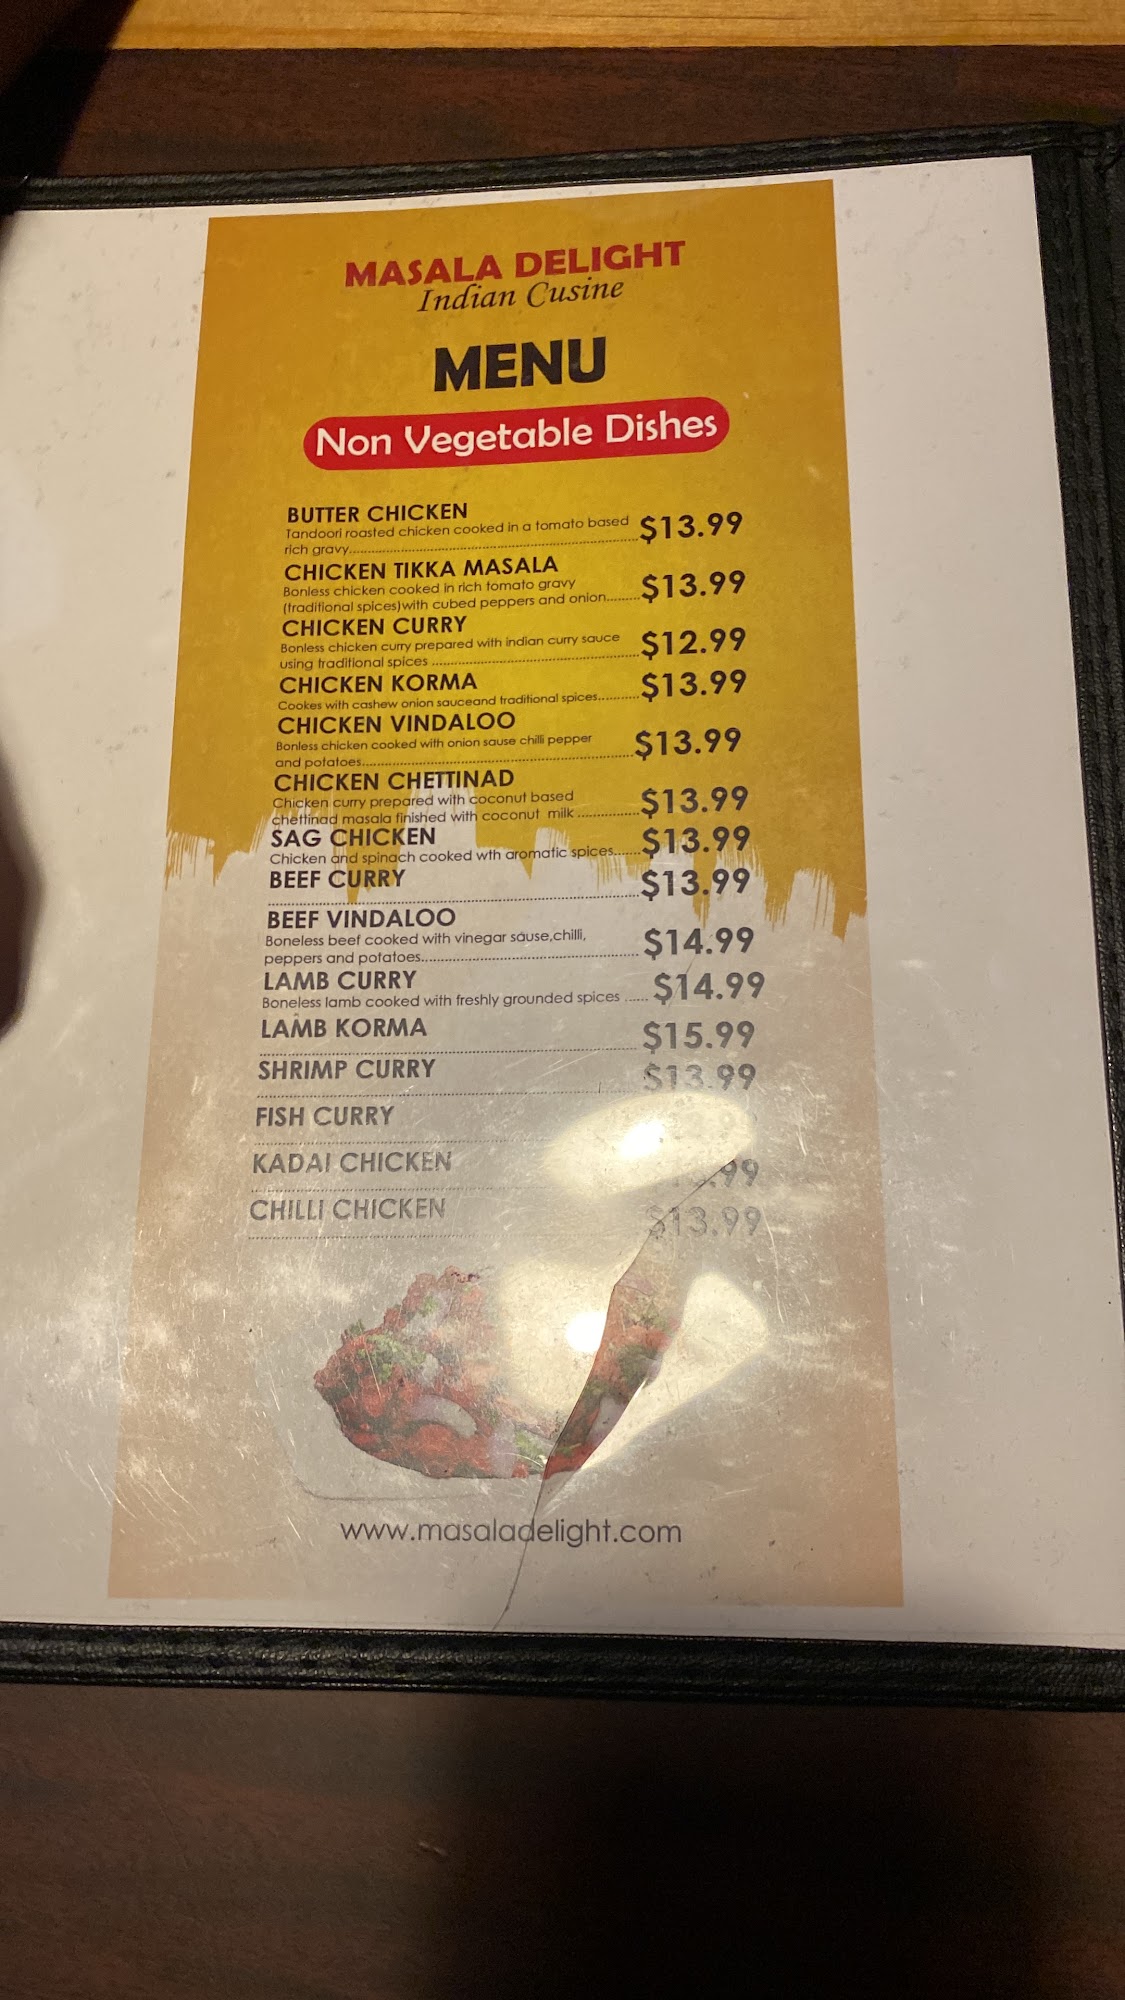 MASALA DELIGHT
Indian Cusine
MENU
Non Vegetable Dishes
BUTTER CHICKEN
Tandoori roasted chicken cooked in a tomato based
rich gravy.................... $13.99
CHICKEN TIKKA MASALA
Bonless chicken cooked in rich tomato gravy
(traditional spices)with cubed peppers and onion......... $13.99
CHICKEN CURRY
Bonless chicken curry prepared with indian curry sauce
using traditional spices .................... $12.99
CHICKEN KORMA
Cookes with cashew onion sauceand traditional spices.......... $13.99
CHICKEN VINDALOO
Bonless chicken cooked with onion sause chilli pepper
and potatoes.................... $13.99
CHICKEN CHETTINAD
Chicken curry prepared with coconut based
chettinad masala finished with coconut milk ............... $13.99
SAG CHICKEN
Chicken and spinach cooked wth aromatic spices....... $13.99
BEEF CURRY
.................... $13.99
BEEF VINDALOO
Boneless beef cooked with vinegar sause,chilli,
peppers and potatoes.................... $14.99
LAMB CURRY
Boneless lamb cooked with freshly grounded spices ...... $14.99
LAMB KORMA
.................... $15.99
SHRIMP CURRY
.................... $13.99
FISH CURRY
KADAI CHICKEN
CHILLI CHICKEN
.................... $13.99
www.masaladelight.com